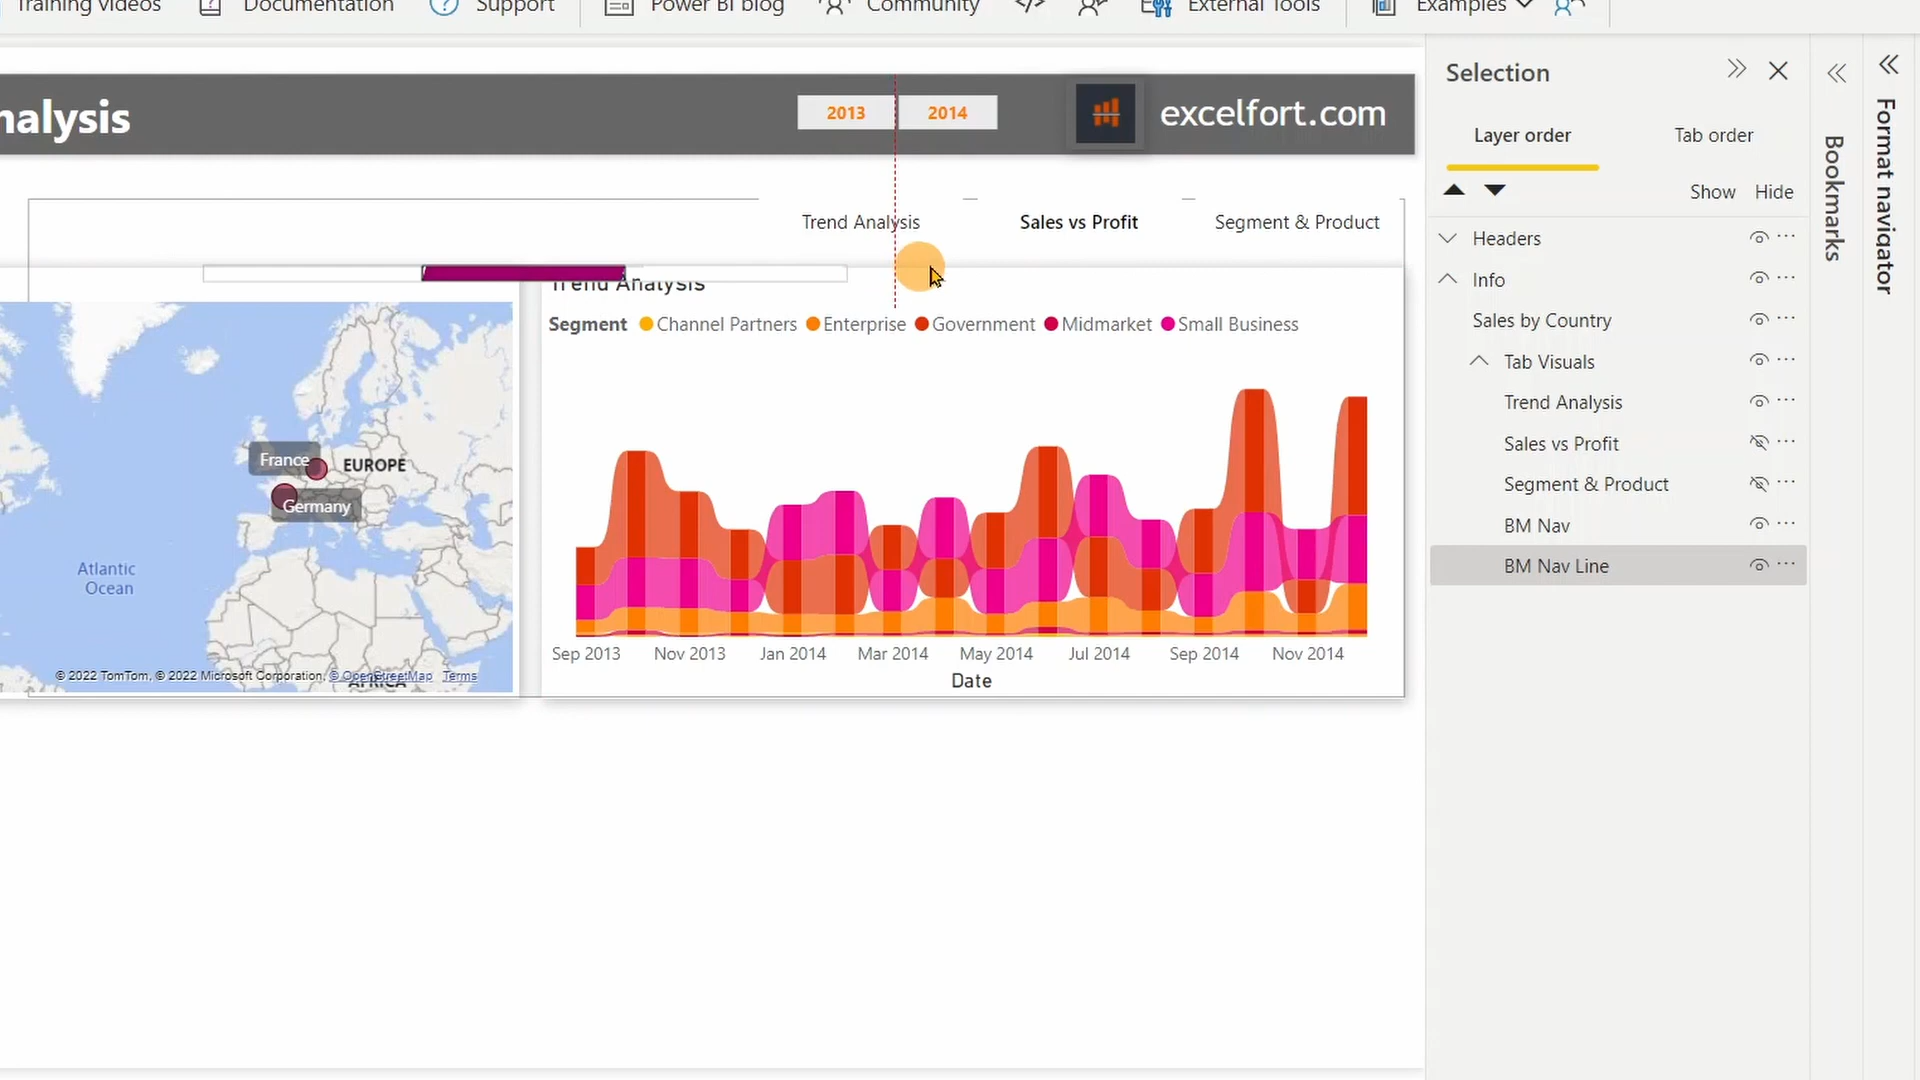 Training videos Documentation Support Power BI blog Community External Tools Examples
nalysis
2013 2014
excelfort.com
Trend Analysis Sales vs Profit Segment & Product
Trend Analysis
Segment Channel Partners Enterprise Government Midmarket Small Business
France
EUROPE
Germany
Atlantic
Ocean
AFRICA
© 2022 TomTom, © 2022 Microsoft Corporation, © OpenStreetMap Terms
Sep 2013 Nov 2013 Jan 2014 Mar 2014 May 2014 Jul 2014 Sep 2014 Nov 2014
Date
Selection
Layer order Tab order
Show Hide
Headers
Info
Sales by Country
Tab Visuals
Trend Analysis
Sales vs Profit
Segment & Product
BM Nav
BM Nav Line
Bookmarks
Format navigator